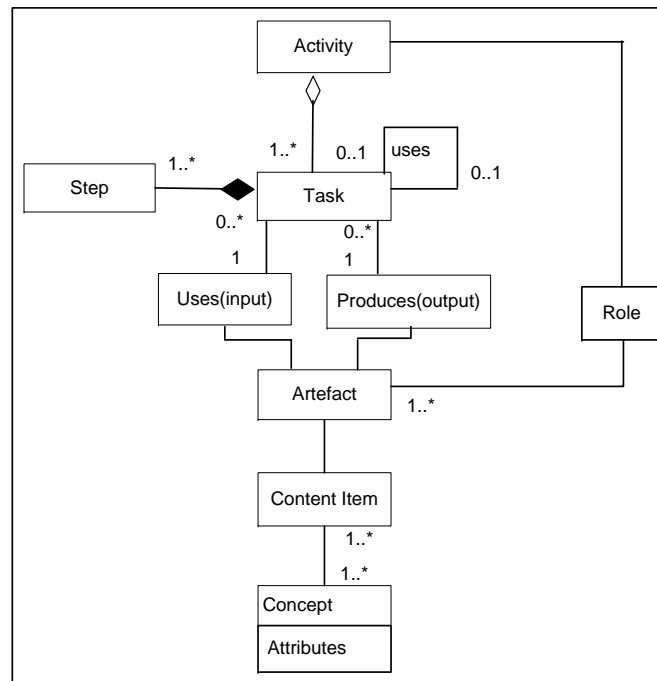 Activity
1..*
0..1
uses
0..1
1..*
Step
Task
0..*
0..*
1
1
Uses(input)
Produces(output)
Role
Artefact
1..*
Content Item
1..*
1..*
Concept
Attributes